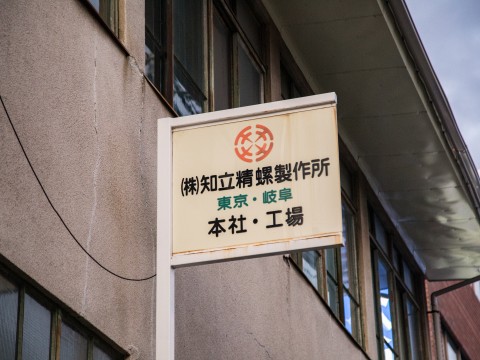 (株)知立精螺製作所
東京・岐阜
本社・工場